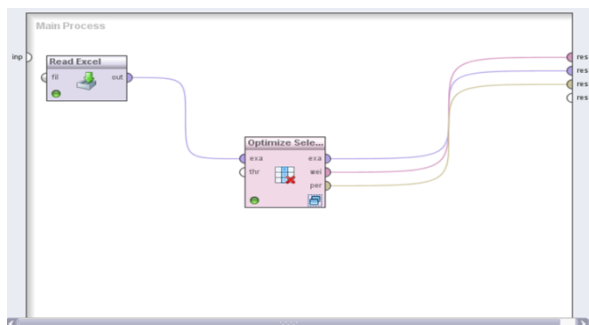 Main Process
inp
Read Excel
fil out
Optimize Sele...
exa exa
thr wei
per
res
res
res
res